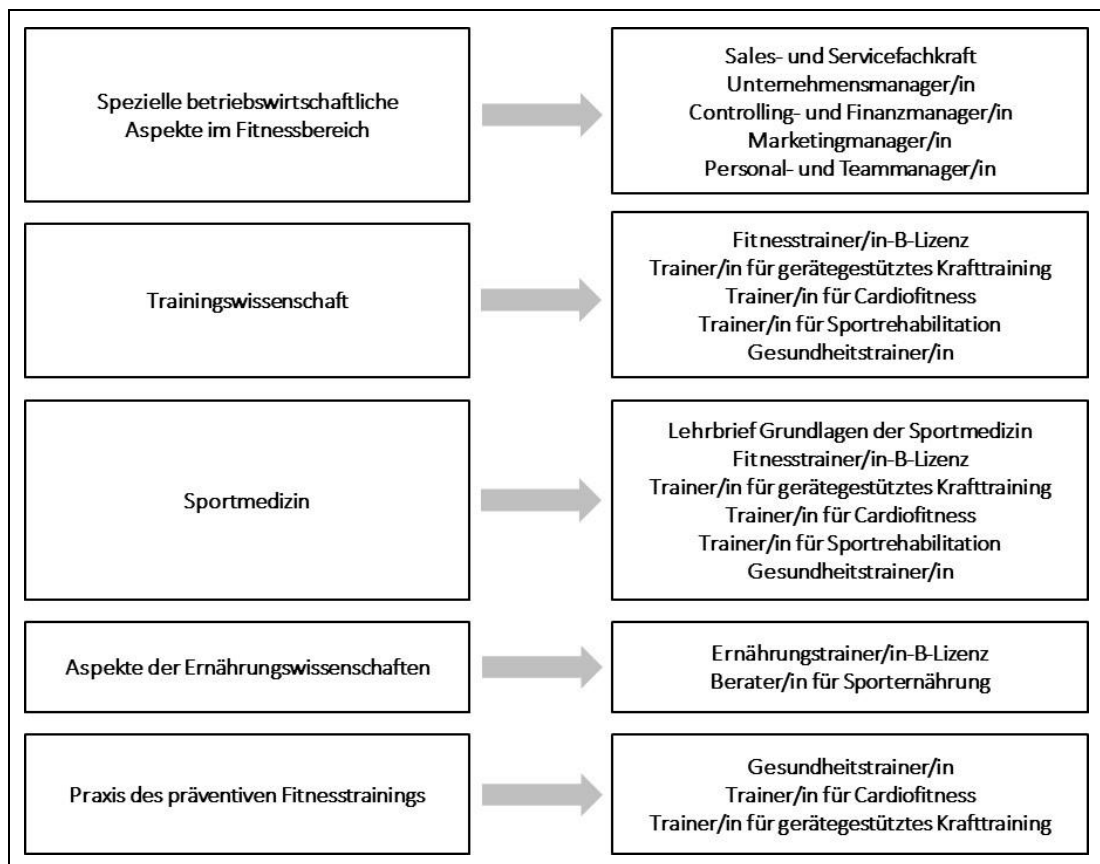 Spezielle betriebswirtschaftliche
Aspekte im Fitnessbereich
Sales- und Servicefachkraft
Unternehmensmanager/in
Controlling- und Finanzmanager/in
Marketingmanager/in
Personal- und Teammanager/in
Trainingswissenschaft
Fitnesstrainer/in-B-Lizenz
Trainer/in für gerätegestütztes Krafttraining
Trainer/in für Cardiofitness
Trainer/in für Sportrehabilitation
Gesundheitstrainer/in
Sportmedizin
Lehrbrief Grundlagen der Sportmedizin
Fitnesstrainer/in-B-Lizenz
Trainer/in für gerätegestütztes Krafttraining
Trainer/in für Cardiofitness
Trainer/in für Sportrehabilitation
Gesundheitstrainer/in
Aspekte der Ernährungswissenschaften
Ernährungstrainer/in-B-Lizenz
Berater/in für Sporternährung
Praxis des präventiven Fitnesstrainings
Gesundheitstrainer/in
Trainer/in für Cardiofitness
Trainer/in für gerätegestütztes Krafttraining